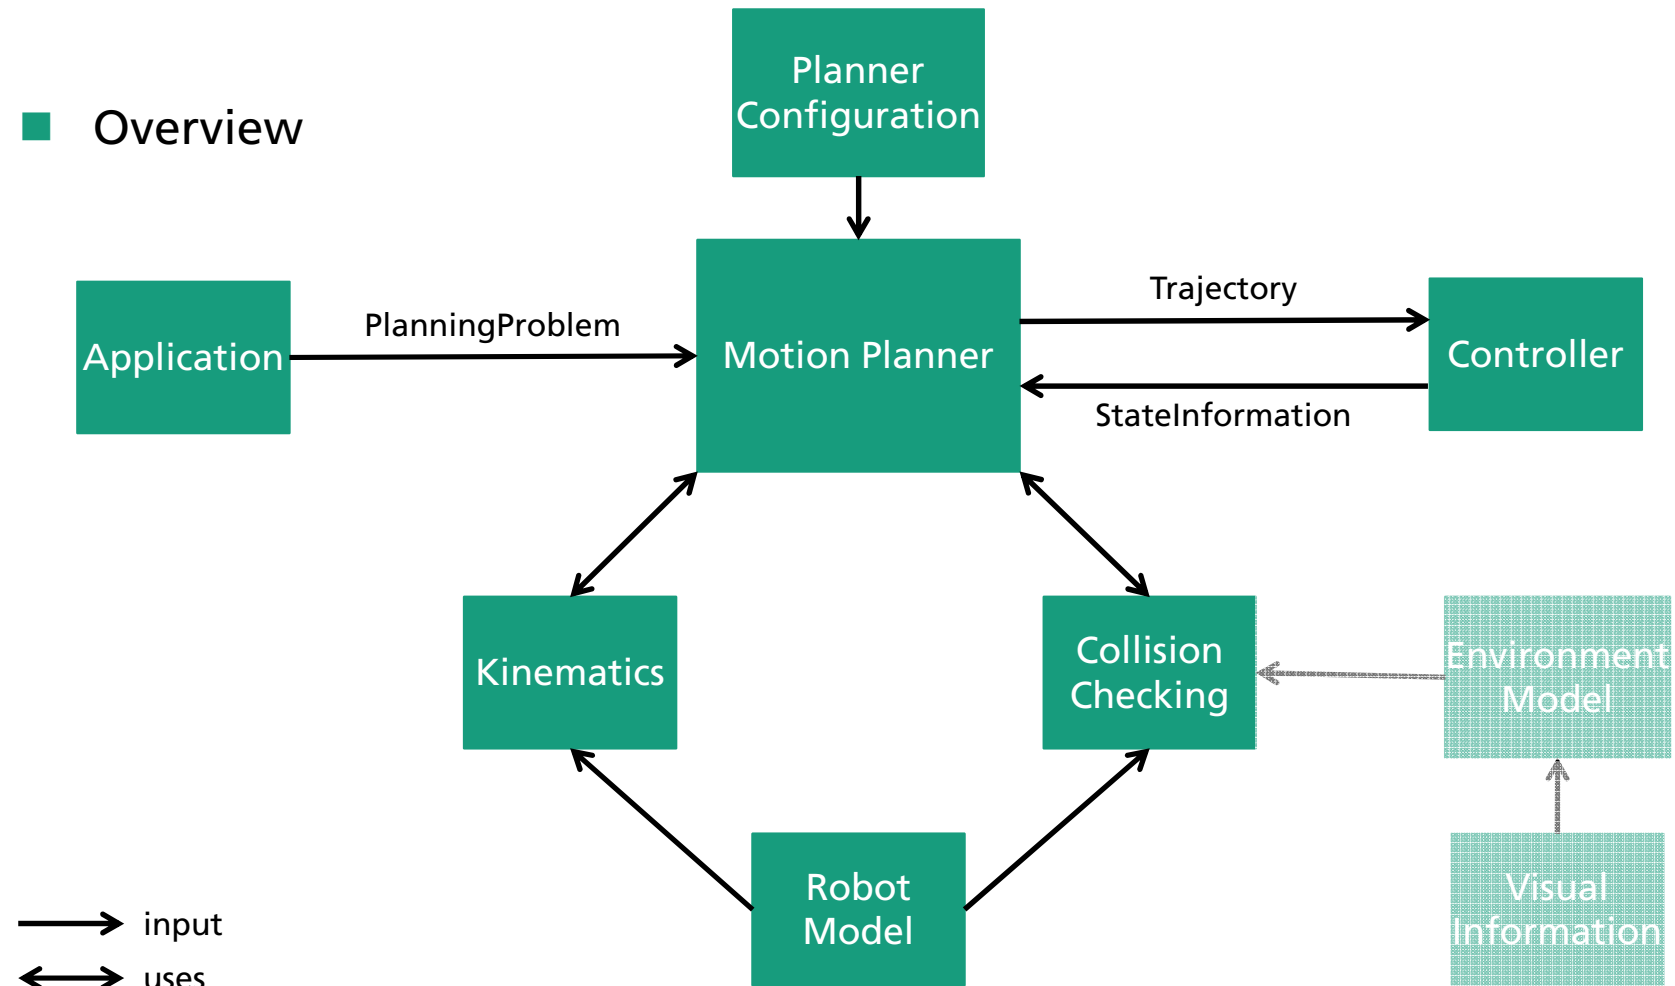 Planner
Configuration
Overview
Trajectory
PlanningProblem
Application
Motion Planner
Controller
StateInformation
Kinematics
Collision
Checking
Environment
Model
Robot
Model
Visual
Information
input
uses